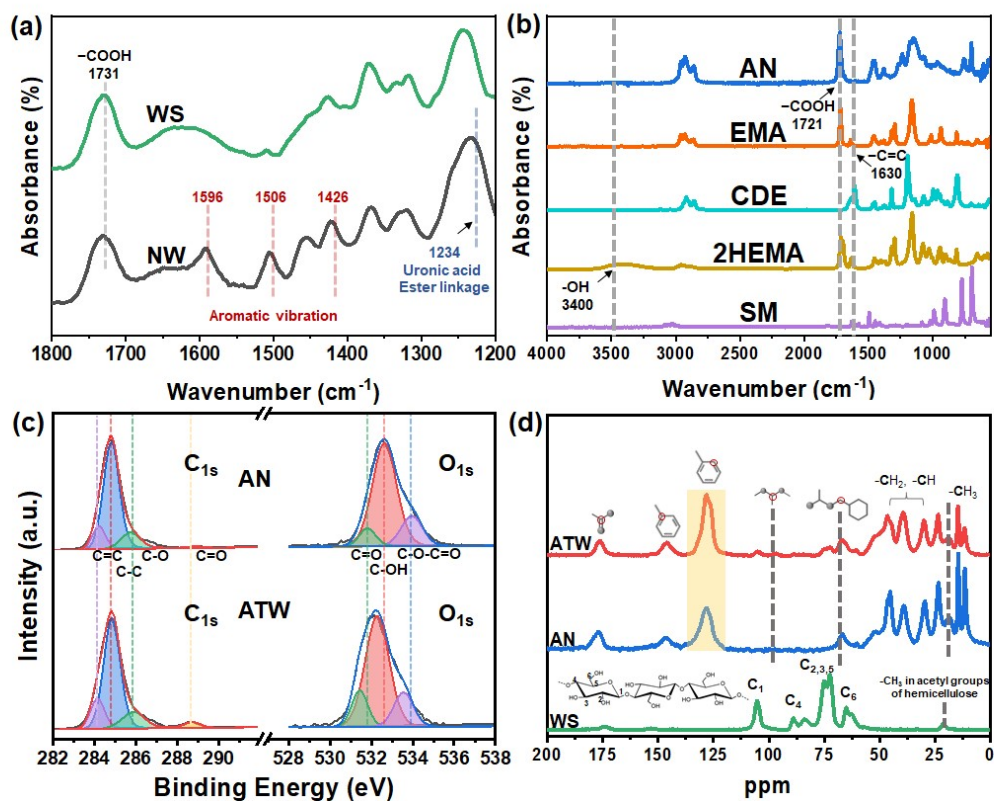 (a)
−COOH
1731
WS
NW
1596
1506
1426
Aromatic vibration
1234
Uronic acid
Ester linkage
Absorbance (%)
1800
1700
1600
1500
1400
1300
1200
Wavenumber (cm⁻¹)
(b)
AN
−COOH
1721
EMA
−C=C
1630
CDE
2HEMA
-OH
3400
SM
Absorbance (%)
4000
3000
2000
1000
Wavenumber (cm⁻¹)
(c)
C1s
AN
O1s
C=C
C-O
C=O
C-C
C=O
C-O-C=O
C-OH
C1s
ATW
O1s
Intensity (a.u.)
282
284
286
288
290
528
530
532
534
536
538
Binding Energy (eV)
(d)
-CH2, -CH
-CH3
ATW
AN
C1
C4
C2,3,5
C6
-CH3 in acetyl groups
of hemicellulose
WS
200
175
150
125
100
75
50
25
0
ppm